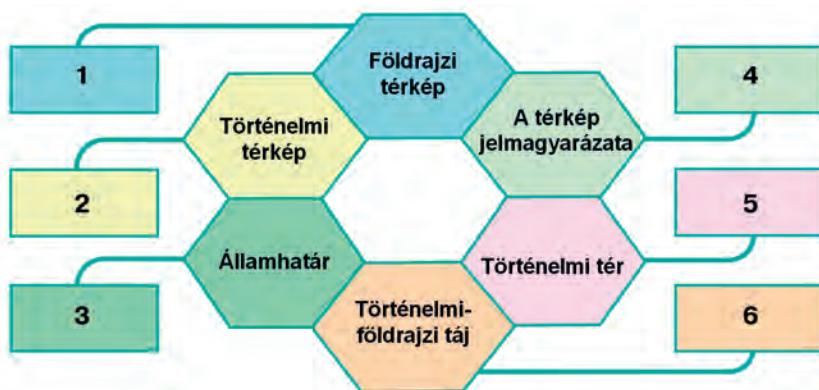 1
Földrajzi
térkép
4
Történelmi
térkép
A térkép
jelmagyarázata
2
5
Államhatár
Történelmi tér
3
Történelmi-
földrajzi táj
6